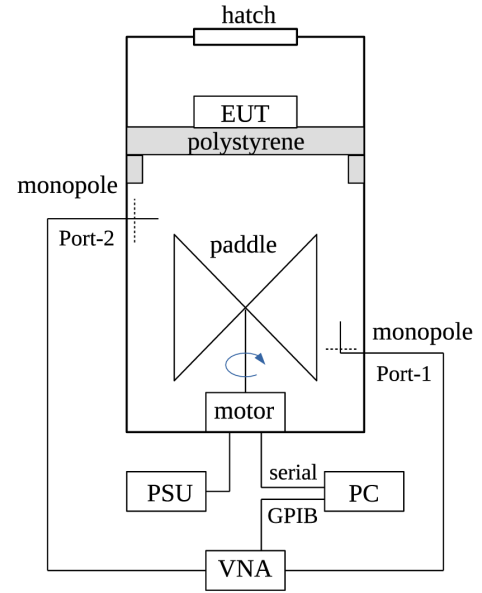 hatch
EUT
polystyrene
monopole
Port-2
paddle
monopole
Port-1
motor
serial
PSU
PC
GPIB
VNA